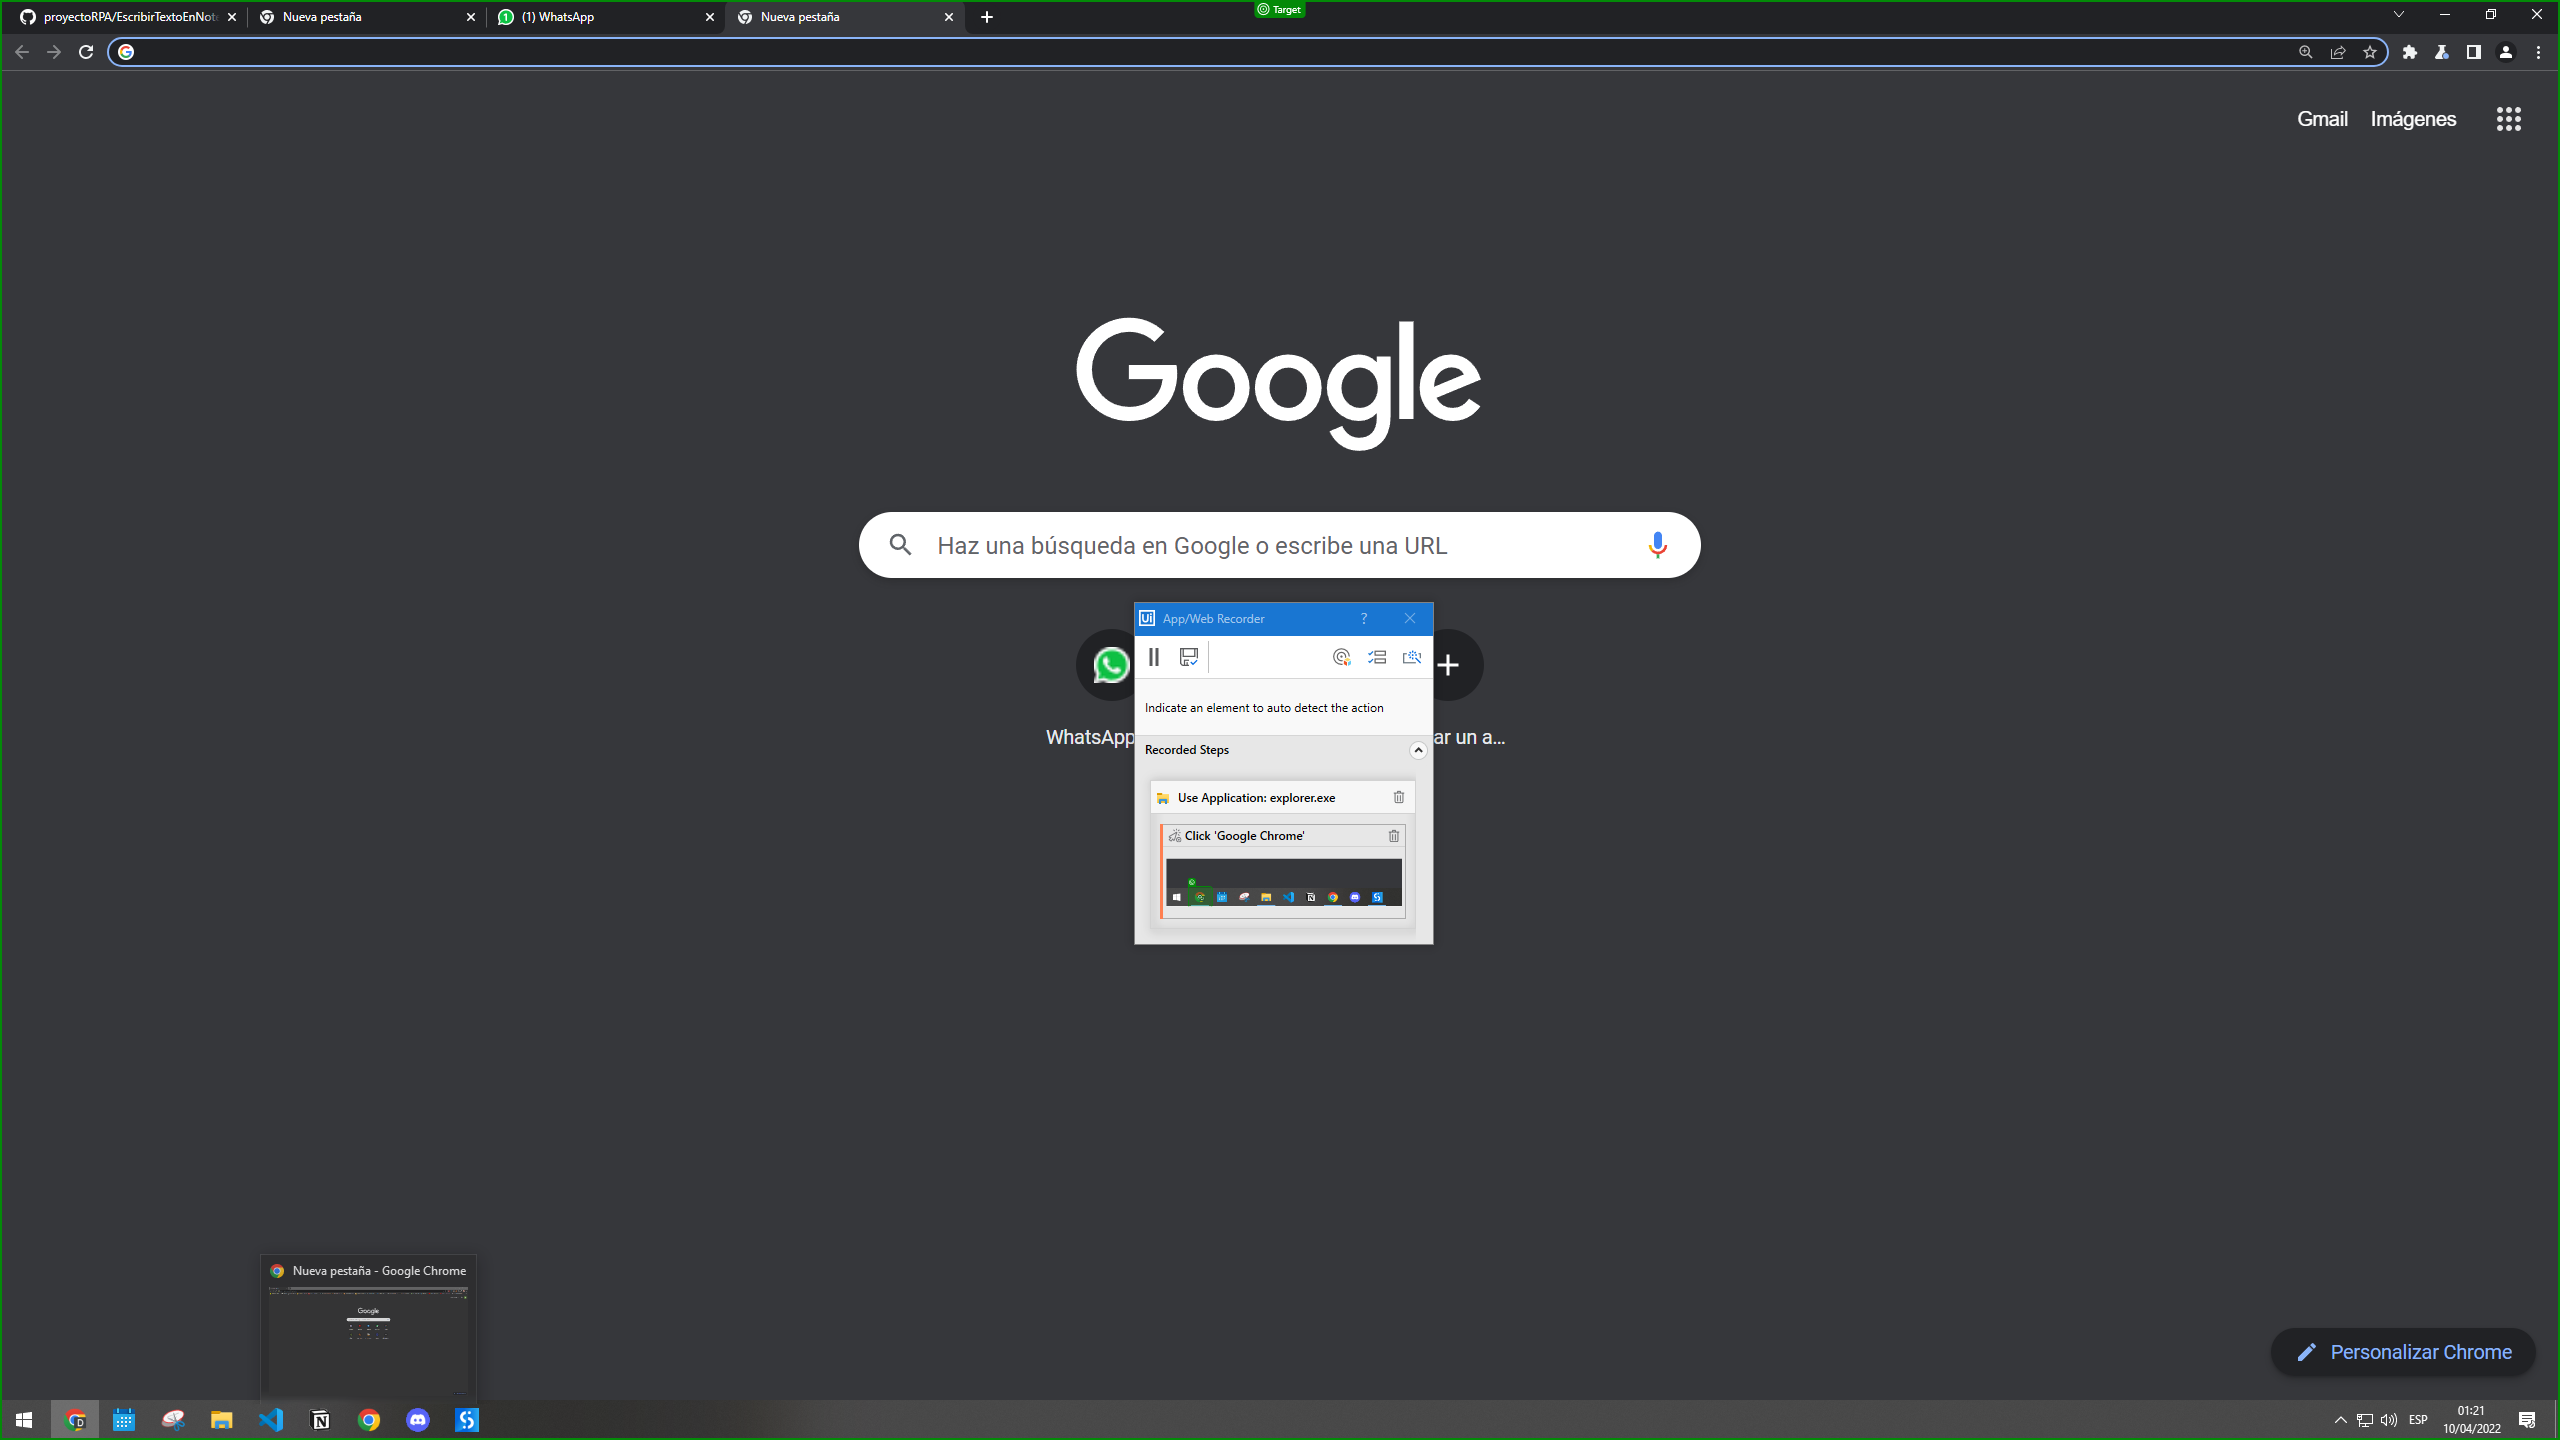 proyectoRPA/EscribirTextoEnNot
Nueva pestaña
(1) WhatsApp
Nueva pestaña
Target
Gmail
Imágenes
Google
Haz una búsqueda en Google o escribe una URL
App/Web Recorder
?
Indicate an element to auto detect the action
WhatsApp
ar un a...
Recorded Steps
Use Application: explorer.exe
Click 'Google Chrome'
Nueva pestaña - Google Chrome
Google
Personalizar Chrome
ESP
01:21
10/04/2022